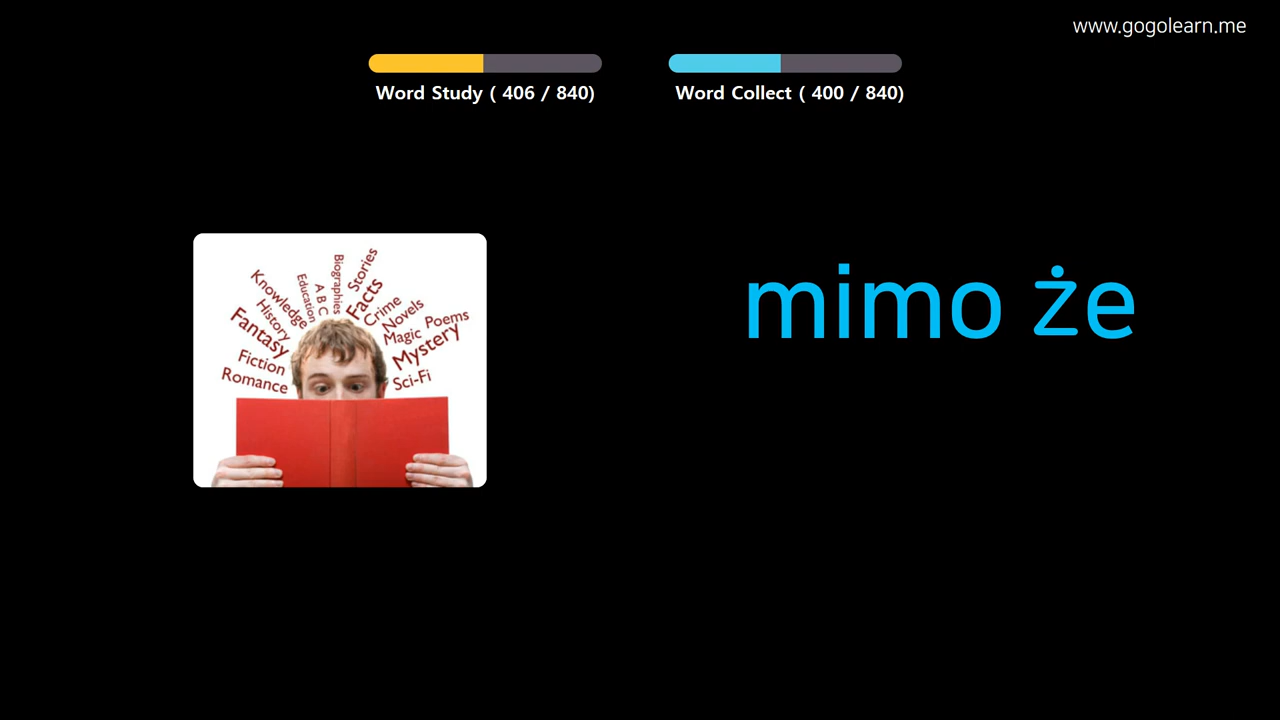 www.gogolearn.me
Word Study ( 406 / 840)
Word Collect ( 400 / 840)
mimo że
Knowledge
History
Fantasy
Fiction
Romance
Education
A B C
Biographies
Stories
Facts
Crime
Novels
Magic
Poems
Mystery
Sci-Fi